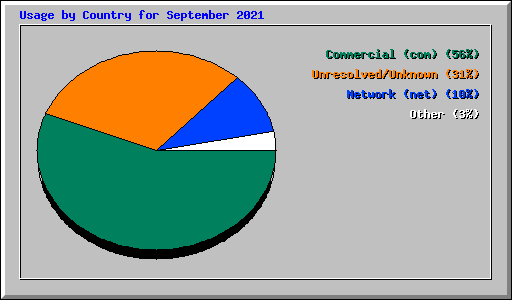 Usage by Country for September 2021
Commercial (com) (56%)
Unresolved/Unknown (31%)
Network (net) (10%)
Other (3%)